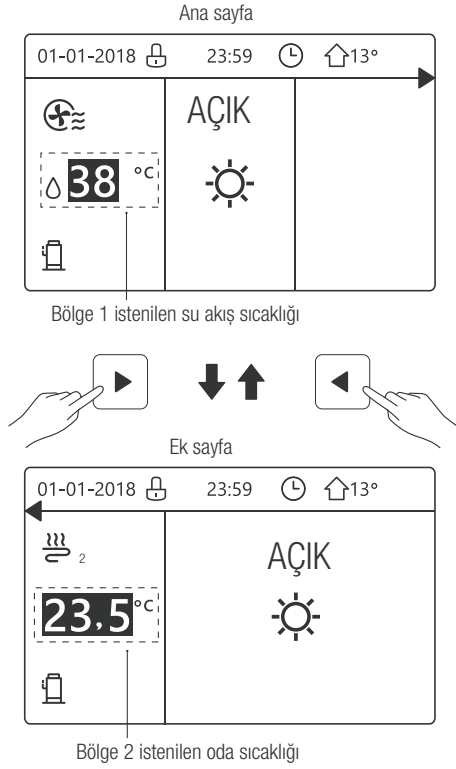 Ana sayfa
01-01-2018 23:59 13°
AÇIK
38 °C
Bölge 1 istenilen su akış sıcaklığı
Ek sayfa
01-01-2018 23:59 13°
2
AÇIK
23,5 °C
Bölge 2 istenilen oda sıcaklığı